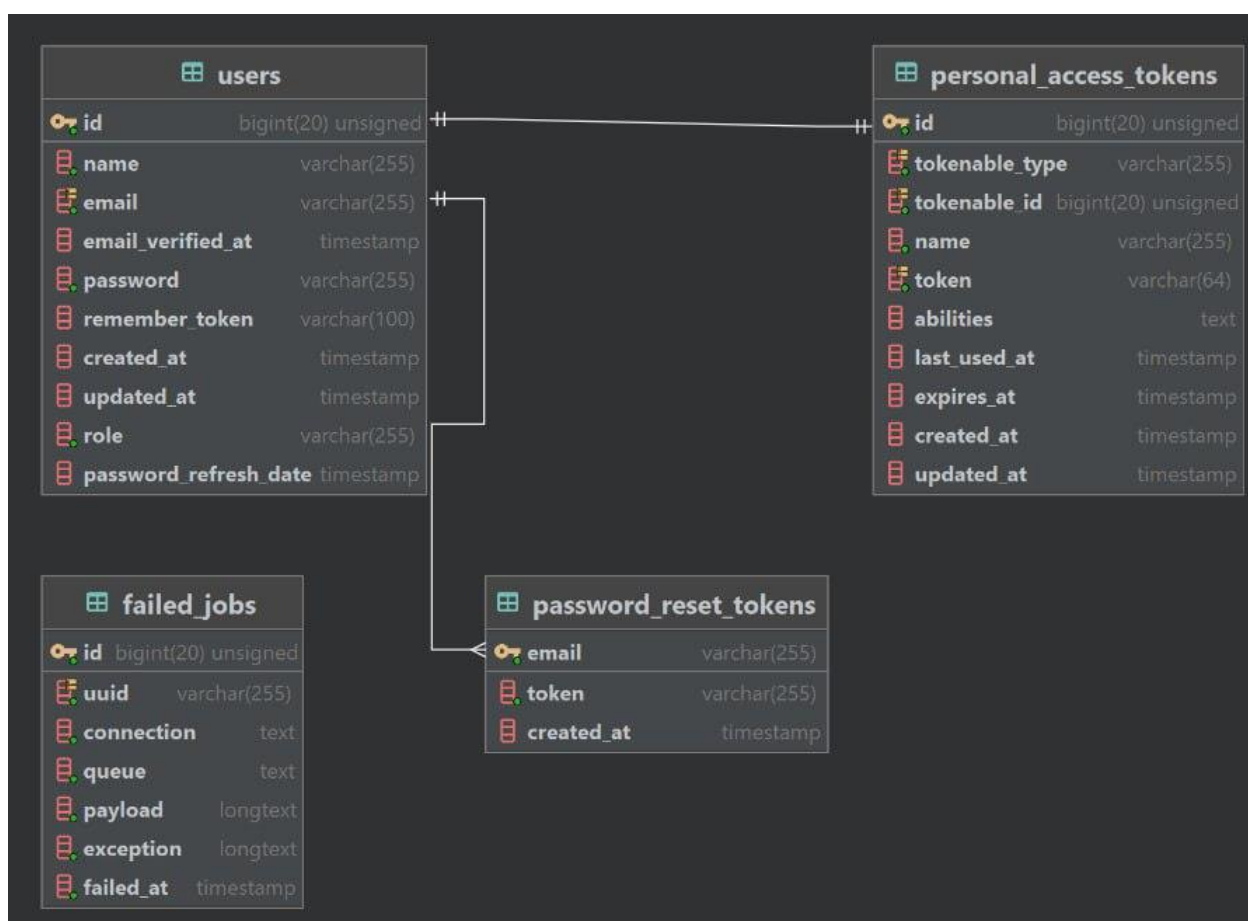 users
id bigint(20) unsigned
name varchar(255)
email varchar(255)
email_verified_at timestamp
password varchar(255)
remember_token varchar(100)
created_at timestamp
updated_at timestamp
role varchar(255)
password_refresh_date timestamp
personal_access_tokens
id bigint(20) unsigned
tokenable_type varchar(255)
tokenable_id bigint(20) unsigned
name varchar(255)
token varchar(64)
abilities text
last_used_at timestamp
expires_at timestamp
created_at timestamp
updated_at timestamp
failed_jobs
id bigint(20) unsigned
uuid varchar(255)
connection text
queue text
payload longtext
exception longtext
failed_at timestamp
password_reset_tokens
email varchar(255)
token varchar(255)
created_at timestamp